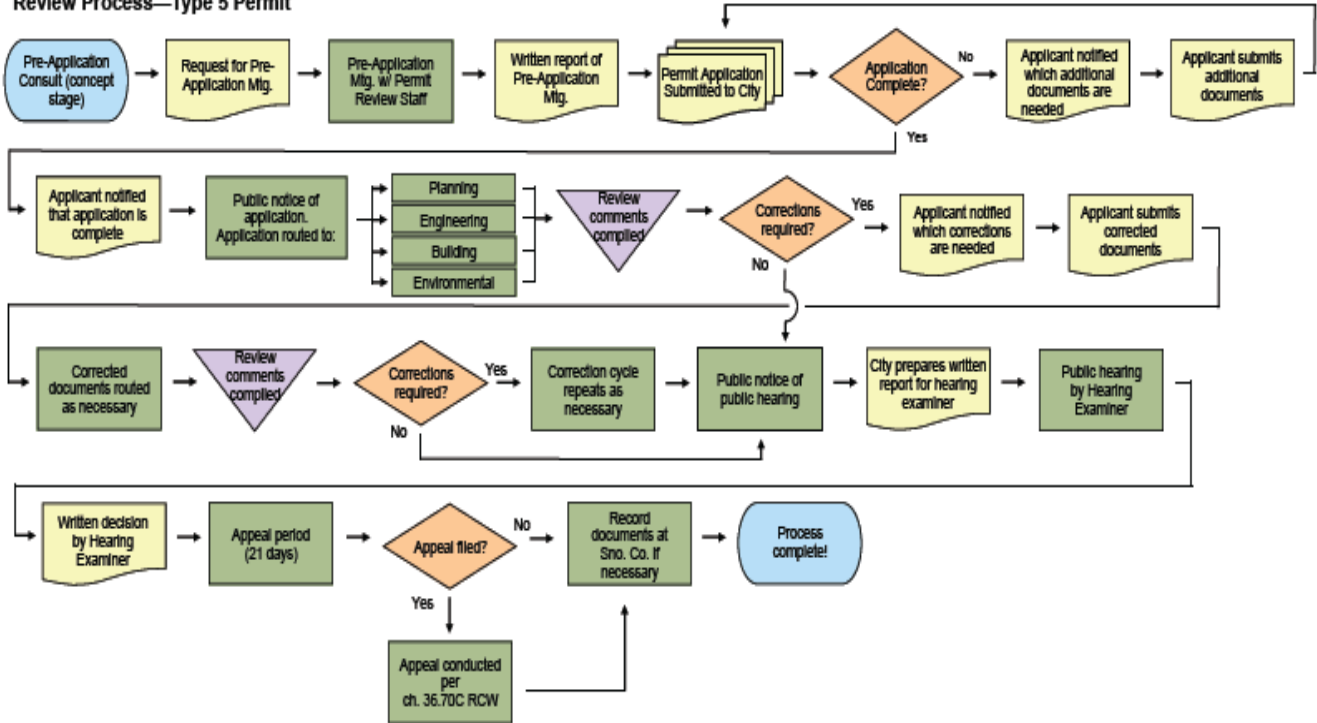 Review Process—Type 5 Permit
Pre-Application
Consult (concept
stage)
Request for Pre-
Application Mtg.
Pre-Application
Mtg. w/ Permit
Review Staff
Written report of
Pre-Application
Mtg.
Permit Application
Submitted to City
Application
Complete?
No
Applicant notified
which additional
documents are
needed
Applicant submits
additional
documents
Yes
Applicant notified
that application is
complete
Public notice of
application.
Application routed to:
Planning
Engineering
Building
Environmental
Review
comments
compiled
Corrections
required?
Yes
No
Applicant notified
which corrections
are needed
Applicant submits
corrected
documents
Corrected
documents routed
as necessary
Review
comments
compiled
Corrections
required?
Yes
No
Correction cycle
repeats as
necessary
Public notice of
public hearing
City prepares written
report for hearing
examiner
Public hearing
by Hearing
Examiner
Written decision
by Hearing
Examiner
Appeal period
(21 days)
Appeal filed?
No
Yes
Record
documents at
Sno. Co. if
necessary
Process
complete!
Appeal conducted
per
ch. 36.70C RCW